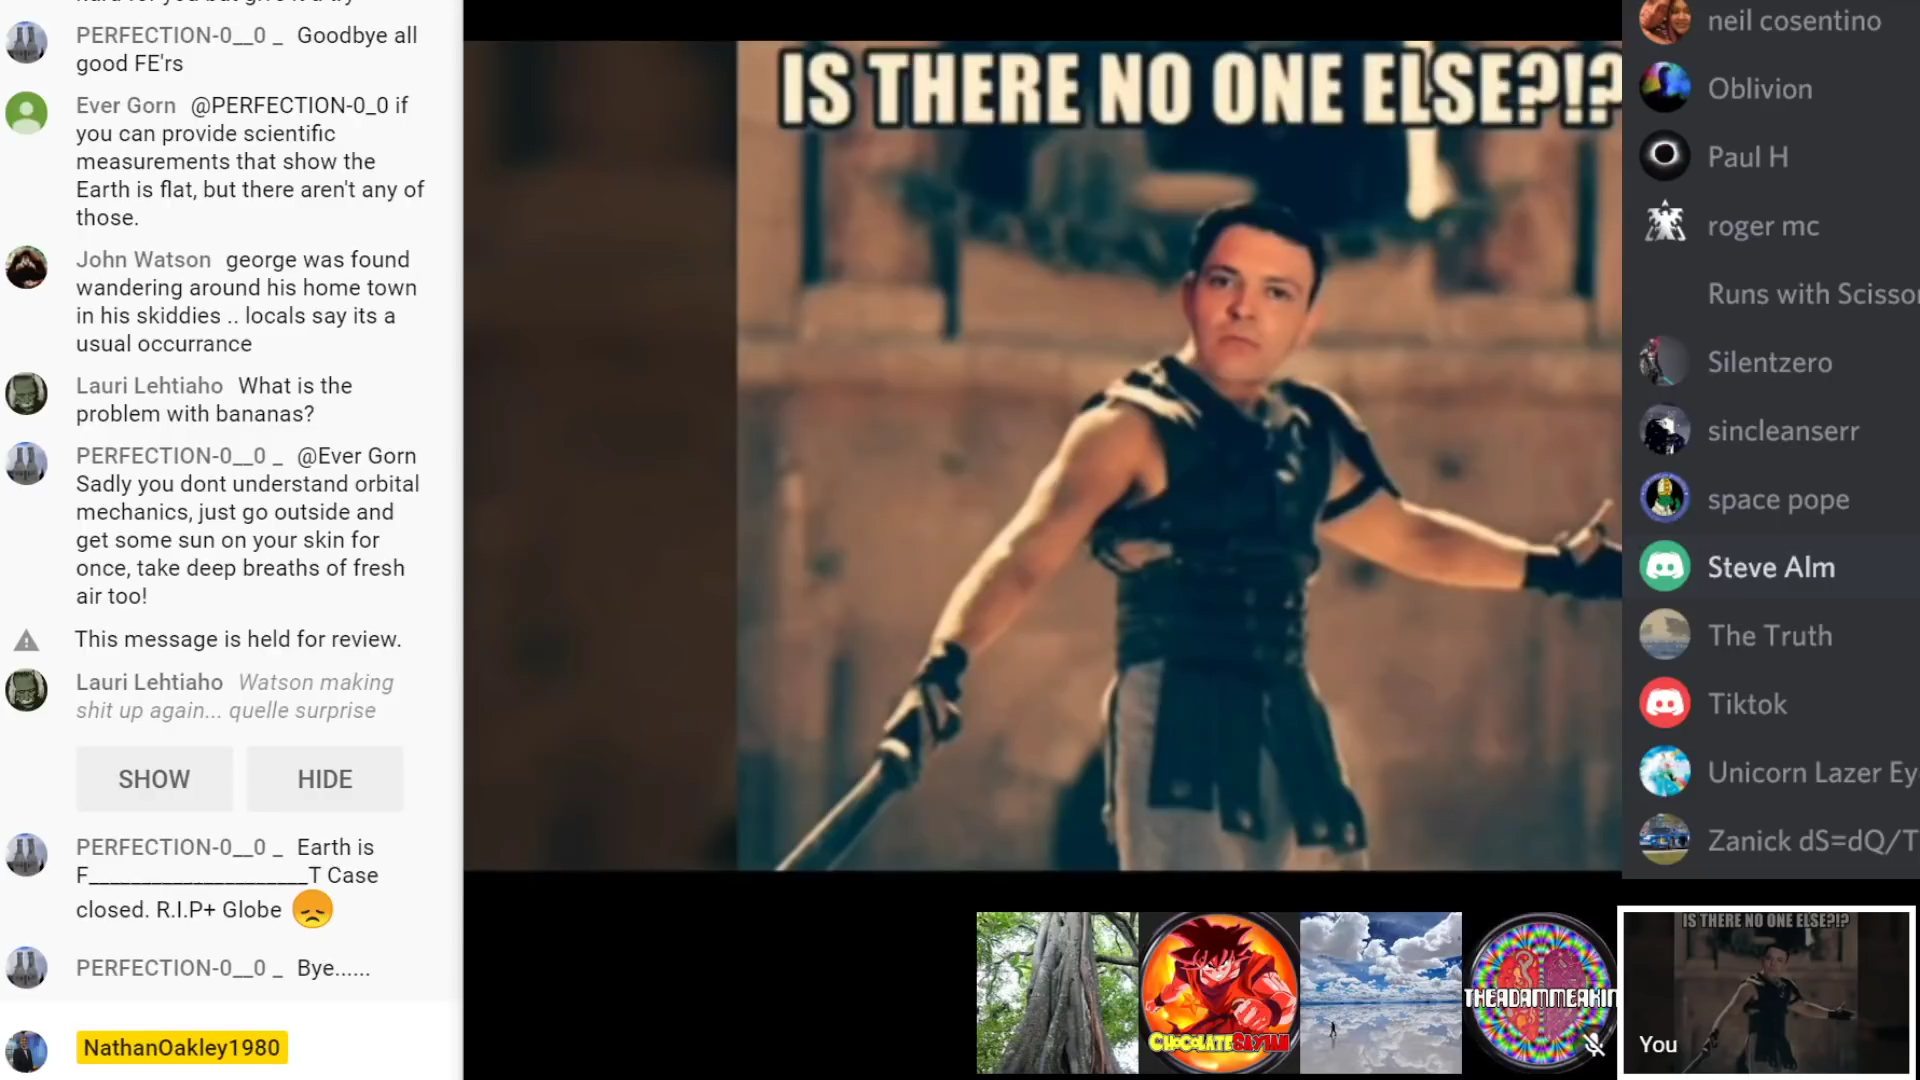 PERFECTION-0__0 _ Goodbye all
good FE'rs
Ever Gorn @PERFECTION-0_0 if
you can provide scientific
measurements that show the
Earth is flat, but there aren't any of
those.
John Watson george was found
wandering around his home town
in his skiddies .. locals say its a
usual occurrance
Lauri Lehtiaho What is the
problem with bananas?
PERFECTION-0__0 _ @Ever Gorn
Sadly you dont understand orbital
mechanics, just go outside and
get some sun on your skin for
once, take deep breaths of fresh
air too!
This message is held for review.
Lauri Lehtiaho Watson making
shit up again... quelle surprise
SHOW HIDE
PERFECTION-0__0 _ Earth is
F____________________T Case
closed. R.I.P+ Globe
PERFECTION-0__0 _ Bye......
NathanOakley1980
IS THERE NO ONE ELSE?!?
neil cosentino
Oblivion
Paul H
roger mc
Runs with Scissor
Silentzero
sincleanserr
space pope
Steve Alm
The Truth
Tiktok
Unicorn Lazer Ey
Zanick dS=dQ/T
CHOCOLATESAYIAN
THEADAMMEAKIN
IS THERE NO ONE ELSE?!?
You